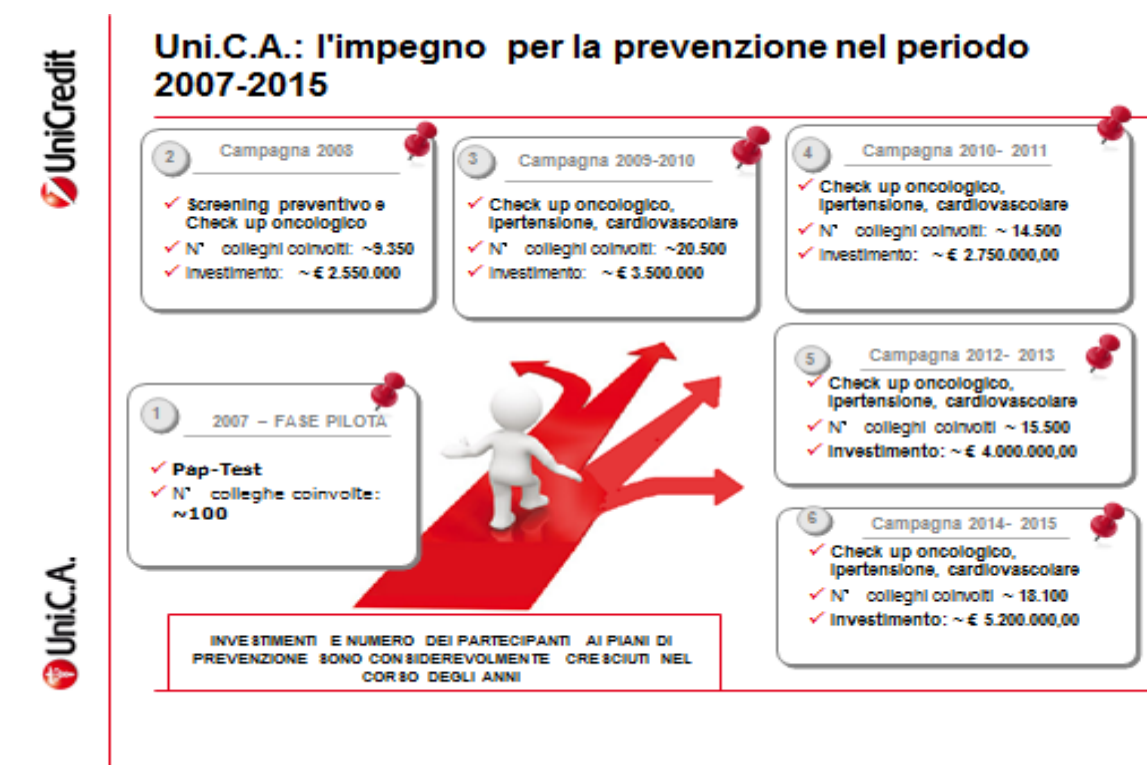 Uni.C.A.: l'impegno per la prevenzione nel periodo
2007-2015
UniCredit
Uni.C.A.
1
2007 – FASE PILOTA
Pap-Test
N° colleghe coinvolte:
~100
2
Campagna 2008
Screening preventivo e
Check up oncologico
N° colleghi coinvolti: ~9.350
Investimento: ~ € 2.550.000
3
Campagna 2009-2010
Check up oncologico,
Ipertensione, cardiovascolare
N° colleghi coinvolti: ~20.500
Investimento: ~ € 3.500.000
4
Campagna 2010- 2011
Check up oncologico,
Ipertensione, cardiovascolare
N° colleghi coinvolti: ~ 14.500
Investimento: ~ € 2.750.000,00
5
Campagna 2012- 2013
Check up oncologico,
Ipertensione, cardiovascolare
N° colleghi coinvolti ~ 15.500
Investimento: ~ € 4.000.000,00
6
Campagna 2014- 2015
Check up oncologico,
Ipertensione, cardiovascolare
N° colleghi coinvolti ~ 18.100
Investimento: ~ € 5.200.000,00
INVESTIMENTI E NUMERO DEI PARTECIPANTI AI PIANI DI
PREVENZIONE SONO CONSIDEREVOLMENTE CRESCIUTI NEL
CORSO DEGLI ANNI